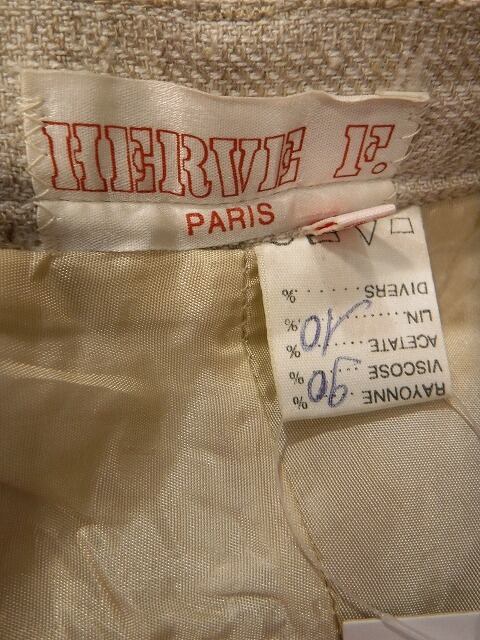 HERVE F.
PARIS
RAYONNE %
VISCOSE 90 %
ACETATE %
LIN. ..10.. %
DIVERS ........ %